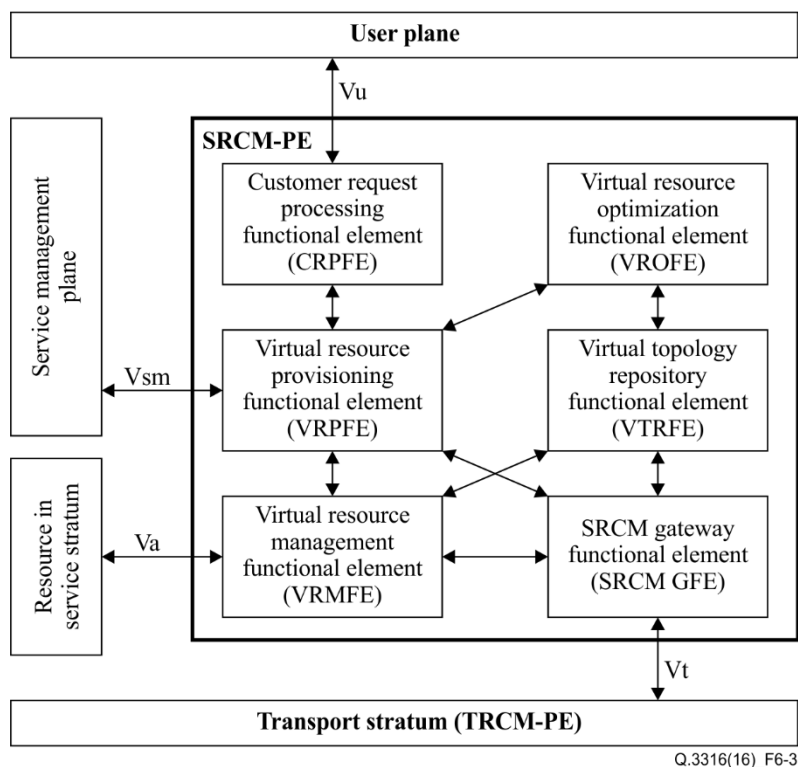 User plane
Vu
Service management
plane
SRCM-PE
Customer request
processing
functional element
(CRPFE)
Virtual resource
optimization
functional element
(VROFE)
Vsm
Virtual resource
provisioning
functional element
(VRPFE)
Virtual topology
repository
functional element
(VTRFE)
Resource in
service stratum
Va
Virtual resource
management
functional element
(VRMFE)
SRCM gateway
functional element
(SRCM GFE)
Vt
Transport stratum (TRCM-PE)
Q.3316(16)_F6-3